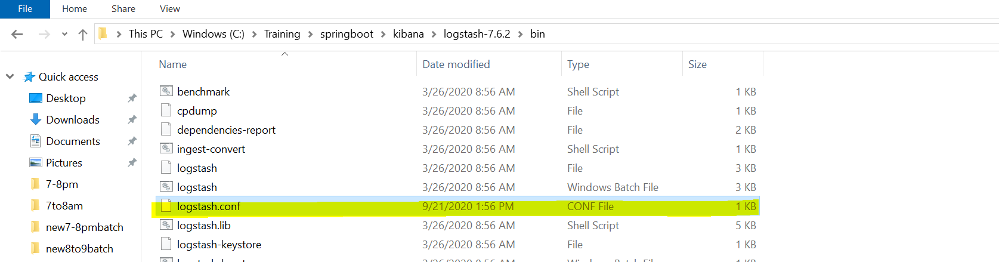 File Home Share View
This PC > Windows (C:) > Training > springboot > kibana > logstash-7.6.2 > bin
Name Date modified Type Size
Quick access
Desktop
Downloads
Documents
Pictures
7-8pm
7to8am
new7-8pmbatch
new8to9batch
benchmark 3/26/2020 8:56 AM Shell Script 1 KB
cpdump 3/26/2020 8:56 AM File 1 KB
dependencies-report 3/26/2020 8:56 AM File 2 KB
ingest-convert 3/26/2020 8:56 AM Shell Script 1 KB
logstash 3/26/2020 8:56 AM File 3 KB
logstash 3/26/2020 8:56 AM Windows Batch File 3 KB
logstash.conf 9/21/2020 1:56 PM CONF File 1 KB
logstash.lib 3/26/2020 8:56 AM Shell Script 5 KB
logstash-keystore 3/26/2020 8:56 AM File 1 KB